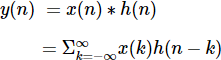 y(n) = x(n) * h(n)
= Σ_{k=−∞}^{∞} x(k)h(n − k)